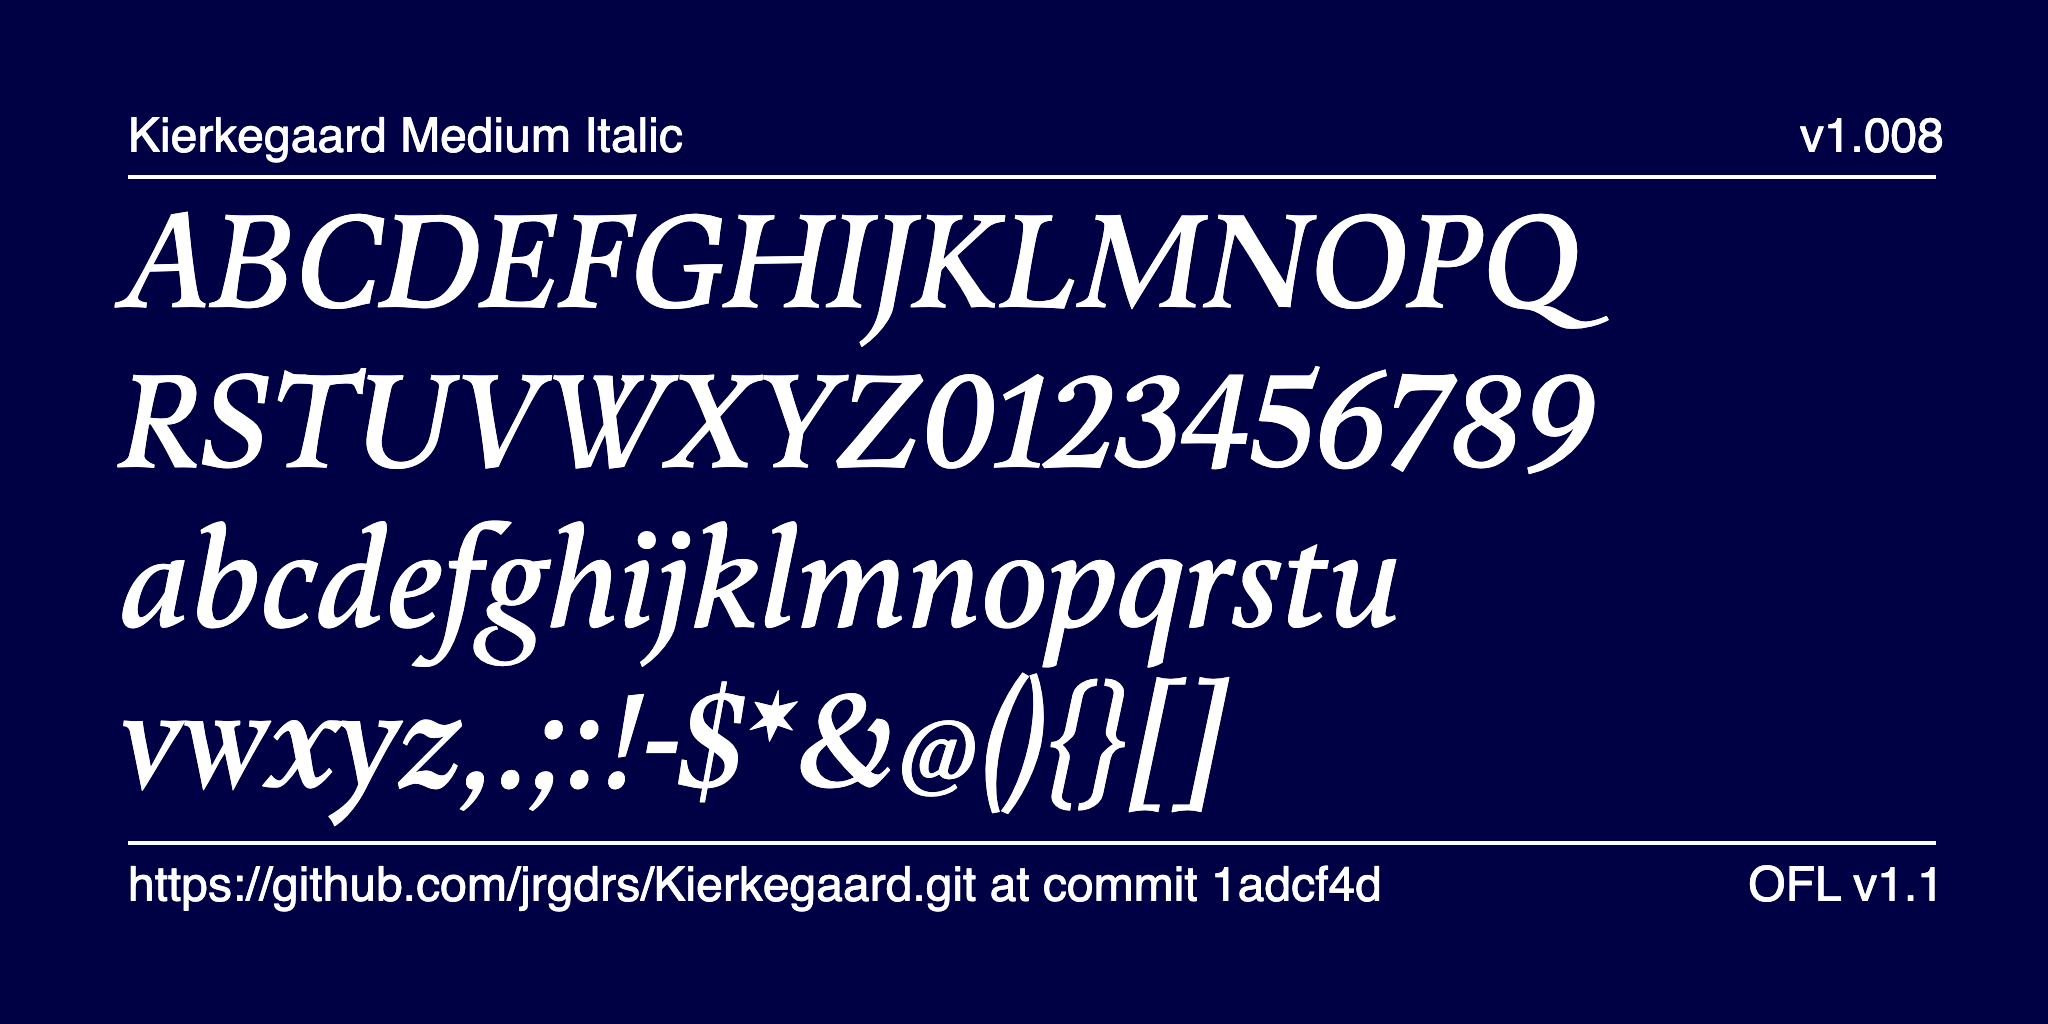 Kierkegaard Medium Italic v1.008
ABCDEFGHIJKLMNOPQ
RSTUVWXYZ0123456789
abcdefghijklmnopqrstu
vwxyz,.;:!-$*&@(){}[]
https://github.com/jrgdrs/Kierkegaard.git at commit 1adcf4d OFL v1.1